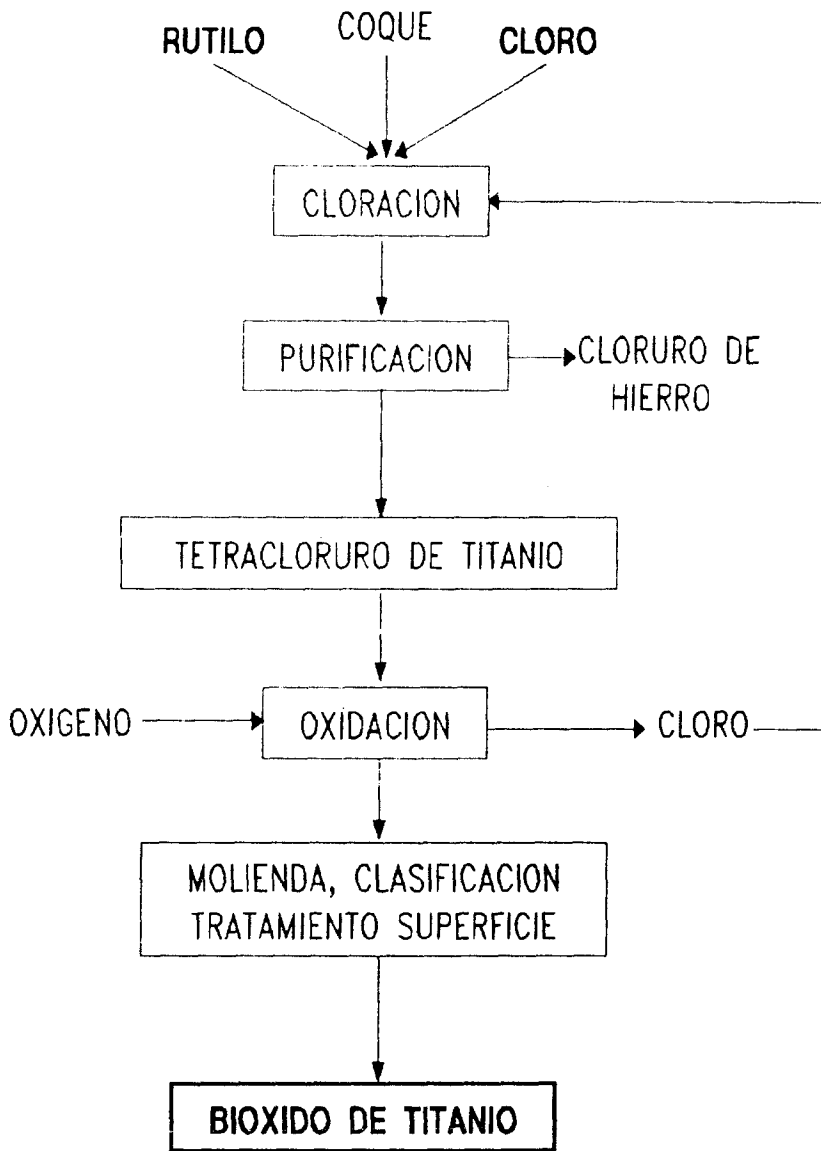 RUTILO
COQUE
CLORO
CLORACION
PURIFICACION
CLORURO DE
HIERRO
TETRACLORURO DE TITANIO
OXIGENO
OXIDACION
CLORO
MOLIENDA, CLASIFICACION
TRATAMIENTO SUPERFICIE
BIOXIDO DE TITANIO